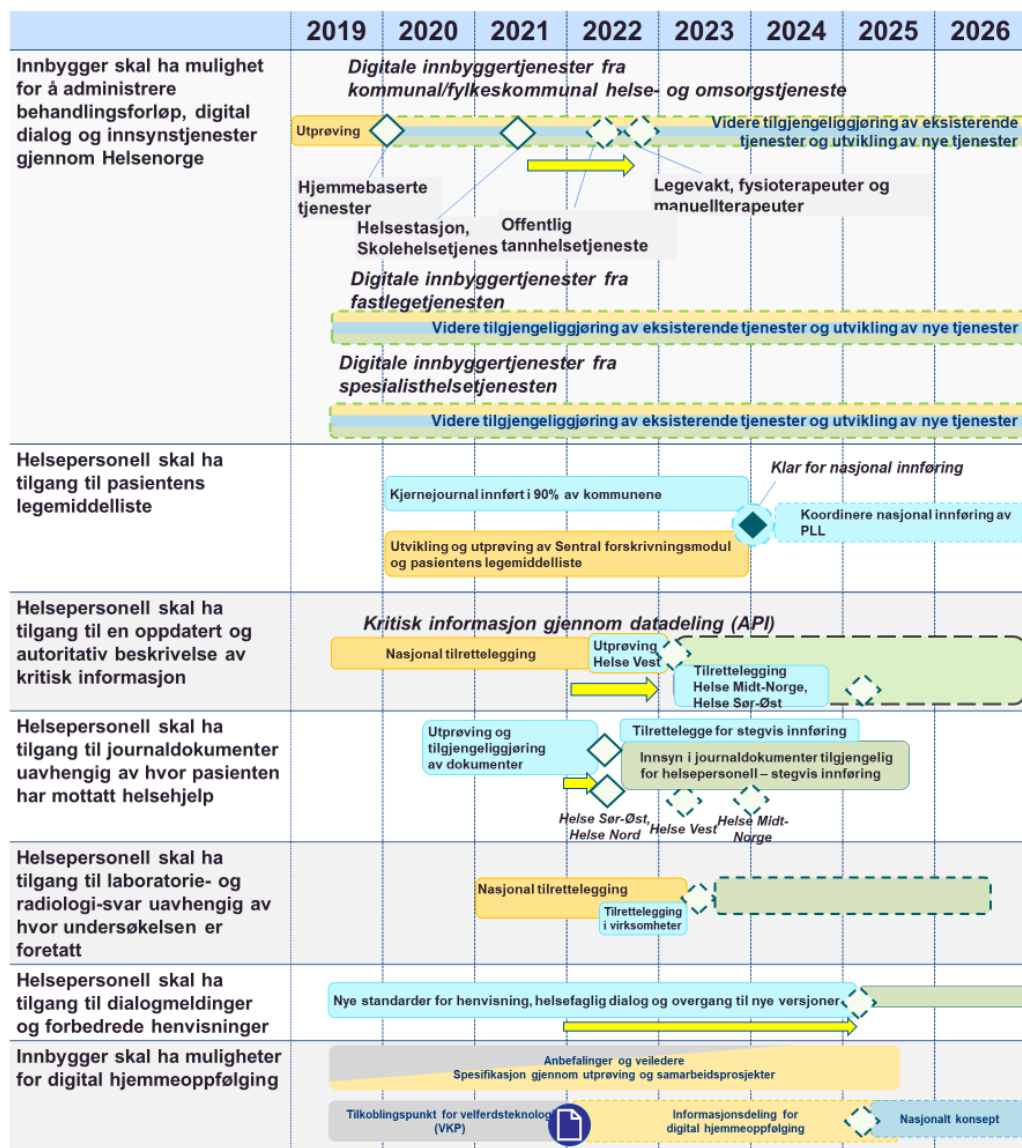 2019 2020 2021 2022 2023 2024 2025 2026
Innbygger skal ha mulighet
for å administrere
behandlingsforløp, digital
dialog og innsynstjenester
gjennom Helsenorge
Digitale innbyggertjenester fra
kommunal/fylkeskommunal helse- og omsorgstjeneste
Utprøving
Videre tilgjengeliggjøring av eksisterende
tjenester og utvikling av nye tjenester
Hjemmebaserte
tjenester
Helsestasjon,
Skolehelsetjenes
Offentlig
tannhelsetjeneste
Legevakt, fysioterapeuter og
manuellterapeuter
Digitale innbyggertjenester fra
fastlegetjenesten
Videre tilgjengeliggjøring av eksisterende tjenester og utvikling av nye tjenester
Digitale innbyggertjenester fra
spesialisthelsetjenesten
Videre tilgjengeliggjøring av eksisterende tjenester og utvikling av nye tjenester
Helsepersonell skal ha
tilgang til pasientens
legemiddelliste
Klar for nasjonal innføring
Kjernejournal innført i 90% av kommunene
Koordinere nasjonal innføring av
PLL
Utvikling og utprøving av Sentral forskrivningsmodul
og pasientens legemiddelliste
Helsepersonell skal ha
tilgang til en oppdatert og
autoritativ beskrivelse av
kritisk informasjon
Kritisk informasjon gjennom datadeling (API)
Nasjonal tilrettelegging
Utprøving
Helse Vest
Tilrettelegging
Helse Midt-Norge,
Helse Sør-Øst
Helsepersonell skal ha
tilgang til journaldokumenter
uavhengig av hvor pasienten
har mottatt helsehjelp
Utprøving og
tilgjengeliggjøring
av dokumenter
Tilrettelegge for stegvis innføring
Innsyn i journaldokumenter tilgjengelig
for helsepersonell – stegvis innføring
Helse Sør-Øst,
Helse Nord
Helse Vest
Helse Midt-
Norge
Helsepersonell skal ha
tilgang til laboratorie- og
radiologi-svar uavhengig av
hvor undersøkelsen er
foretatt
Nasjonal tilrettelegging
Tilrettelegging
i virksomheter
Helsepersonell skal ha
tilgang til dialogmeldinger
og forbedrede henvisninger
Nye standarder for henvisning, helsefaglig dialog og overgang til nye versjoner
Innbygger skal ha muligheter
for digital hjemmeoppfølging
Anbefalinger og veiledere
Spesifikasjon gjennom utprøving og samarbeidsprosjekter
Tilkoblingspunkt for velferdsteknologi
(VKP)
Informasjonsdeling for
digital hjemmeoppfølging
Nasjonalt konsept